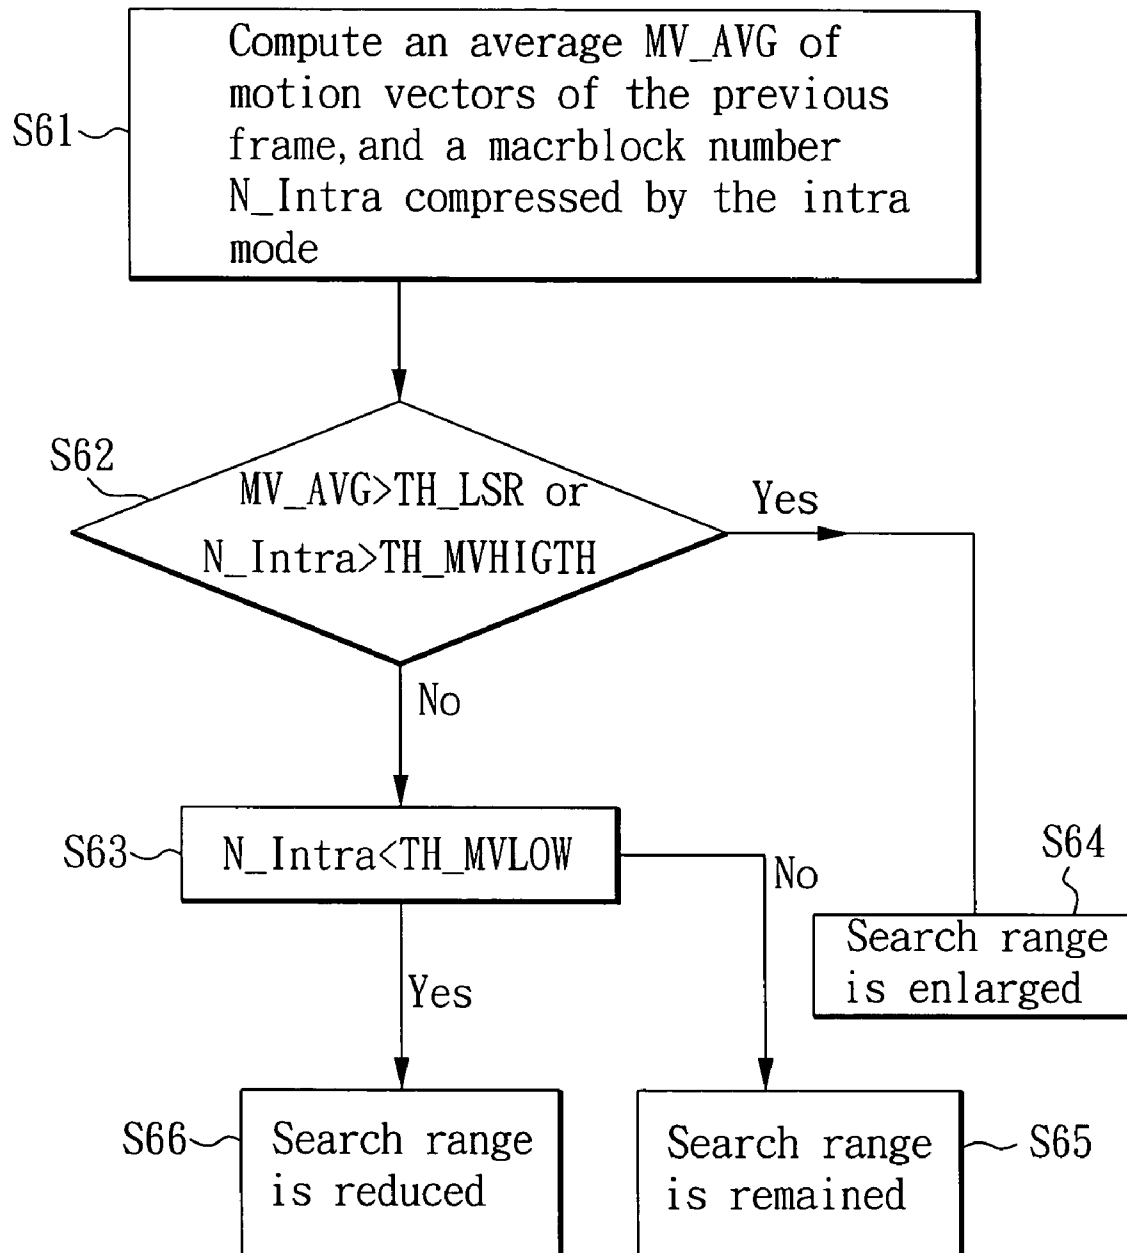 Compute an average MV_AVG of
motion vectors of the previous
frame,and a macrblock number
N_Intra compressed by the intra
mode
S61
S62
MV_AVG>TH_LSR or
N_Intra>TH_MVHIGTH
Yes
No
S63
N_Intra<TH_MVLOW
No
S64
Search range
is enlarged
Yes
S66
Search range
is reduced
Search range
is remained
S65